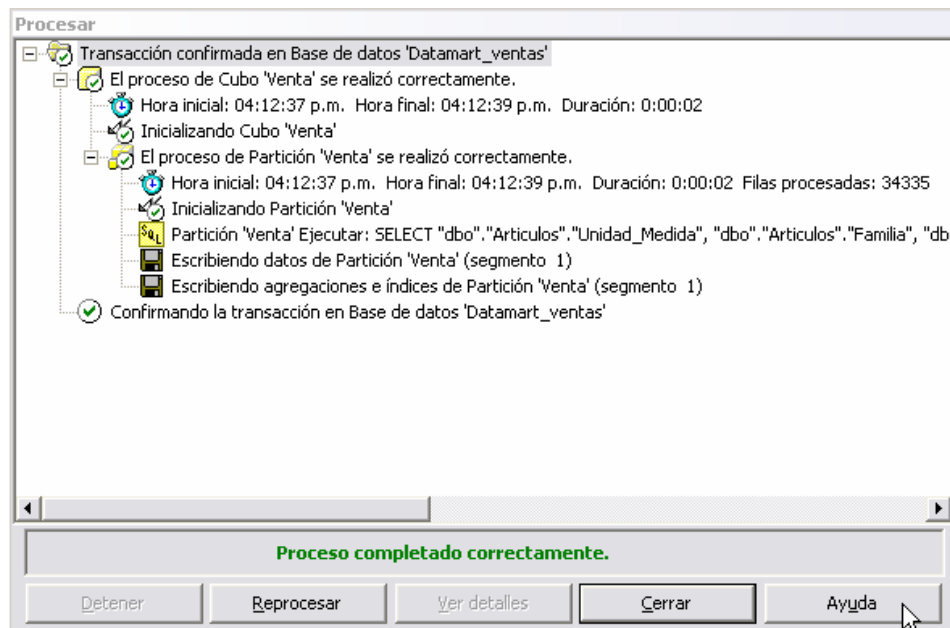 Procesar
Transacción confirmada en Base de datos 'Datamart_ventas'
El proceso de Cubo 'Venta' se realizó correctamente.
Hora inicial: 04:12:37 p.m. Hora final: 04:12:39 p.m. Duración: 0:00:02
Inicializando Cubo 'Venta'
El proceso de Partición 'Venta' se realizó correctamente.
Hora inicial: 04:12:37 p.m. Hora final: 04:12:39 p.m. Duración: 0:00:02 Filas procesadas: 34335
Inicializando Partición 'Venta'
SQL Partición 'Venta' Ejecutar: SELECT "dbo"."Articulos"."Unidad_Medida", "dbo"."Articulos"."Familia", "db
Escribiendo datos de Partición 'Venta' (segmento 1)
Escribiendo agregaciones e índices de Partición 'Venta' (segmento 1)
Confirmando la transacción en Base de datos 'Datamart_ventas'
Proceso completado correctamente.
Detener Reprocesar Ver detalles Cerrar Ayuda